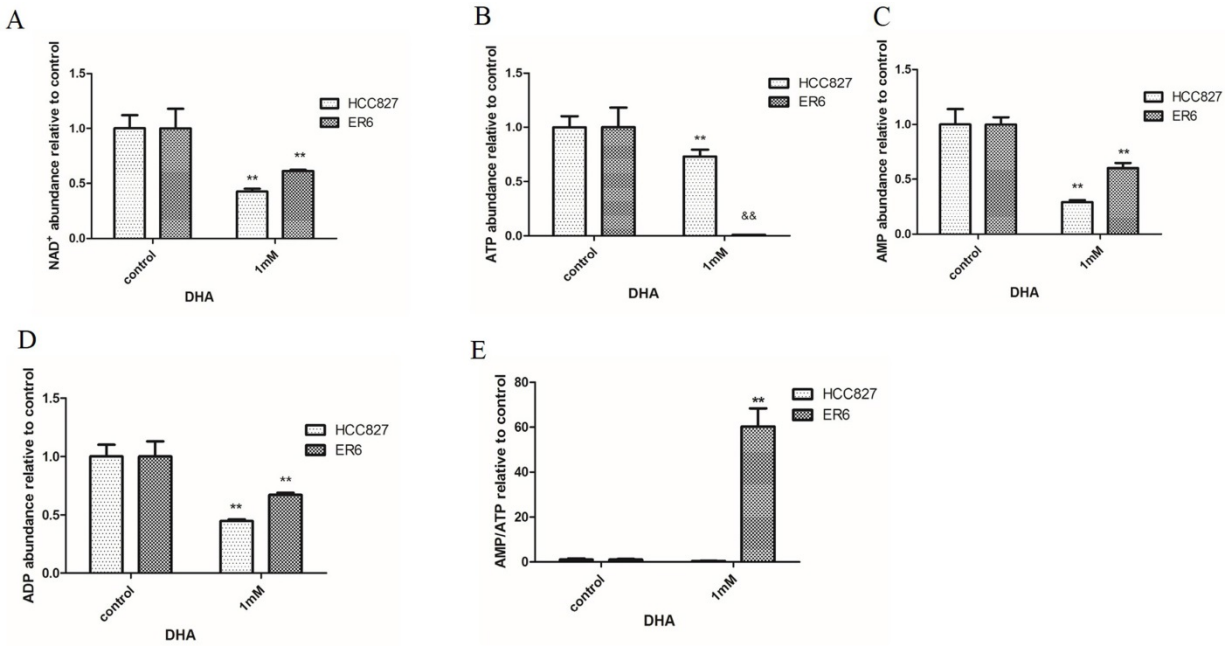 A
NAD⁺ abundance relative to control
1.5
1.0
0.5
0.0
control
1mM
DHA
**
**
HCC827
ER6
B
ATP abundance relative to control
1.5
1.0
0.5
0.0
control
1mM
DHA
**
&&
HCC827
ER6
C
AMP abundance relative to control
1.5
1.0
0.5
0.0
control
1mM
DHA
**
**
HCC827
ER6
D
ADP abundance relative to control
1.5
1.0
0.5
0.0
control
1mM
DHA
**
**
HCC827
ER6
E
AMP/ATP relative to control
80
60
40
20
0
control
1mM
DHA
**
HCC827
ER6